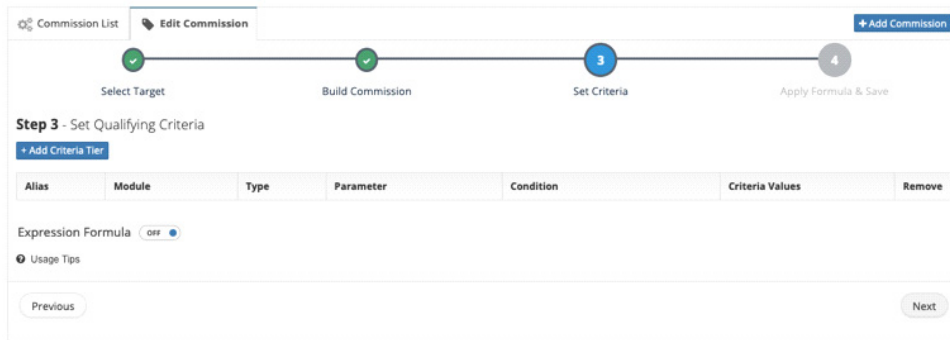 Commission List Edit Commission + Add Commission
3 4
Select Target Build Commission Set Criteria Apply Formula & Save
Step 3 - Set Qualifying Criteria
+ Add Criteria Tier
Alias Module Type Parameter Condition Criteria Values Remove
Expression Formula OFF
Usage Tips
Previous Next